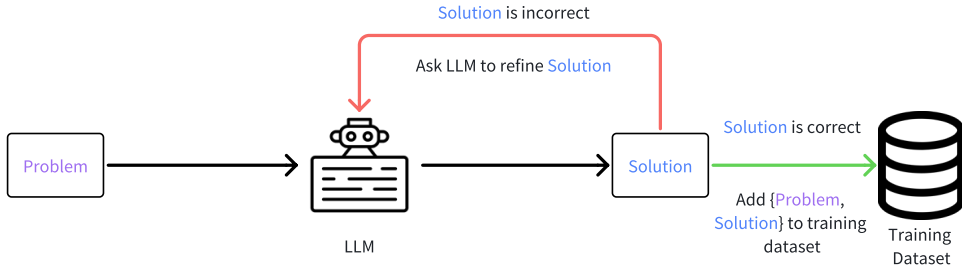 Solution is incorrect
Ask LLM to refine Solution
Problem
LLM
Solution
Solution is correct
Add {Problem,
Solution} to training
dataset
Training
Dataset